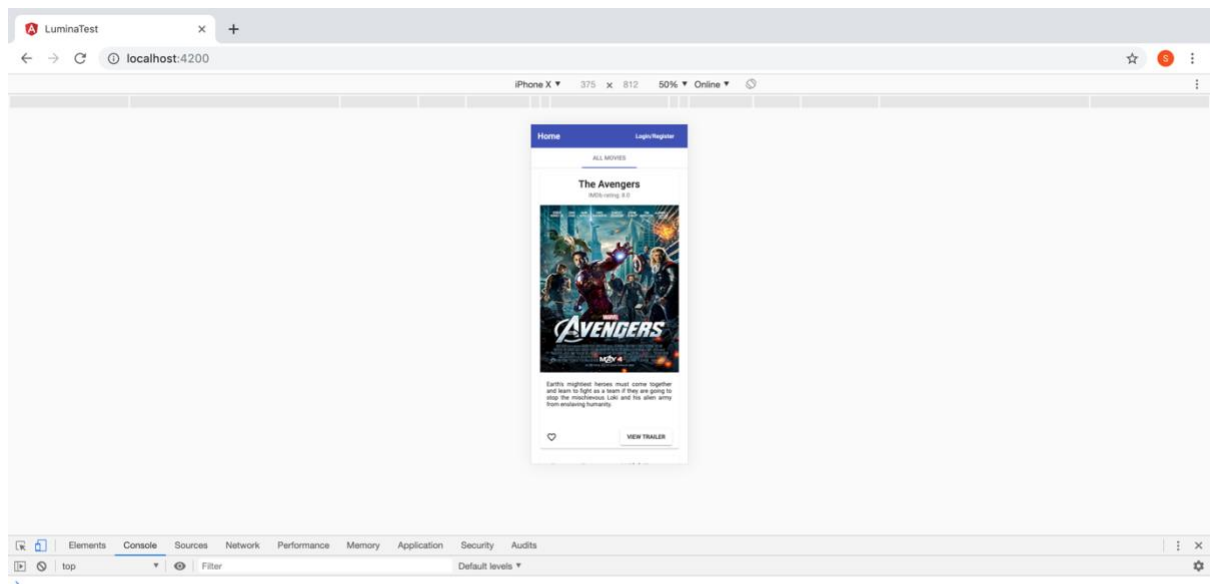 LuminaTest
localhost:4200
S
iPhone X 375 x 812 50% Online
Home Login/Register
ALL MOVIES
The Avengers
IMDb rating: 8.0
MARVEL
AVENGERS
MAY 4
Earth's mightiest heroes must come together
and learn to fight as a team if they are going to
stop the mischievous Loki and his alien army
from enslaving humanity.
VIEW TRAILER
Elements Console Sources Network Performance Memory Application Security Audits
top Filter Default levels